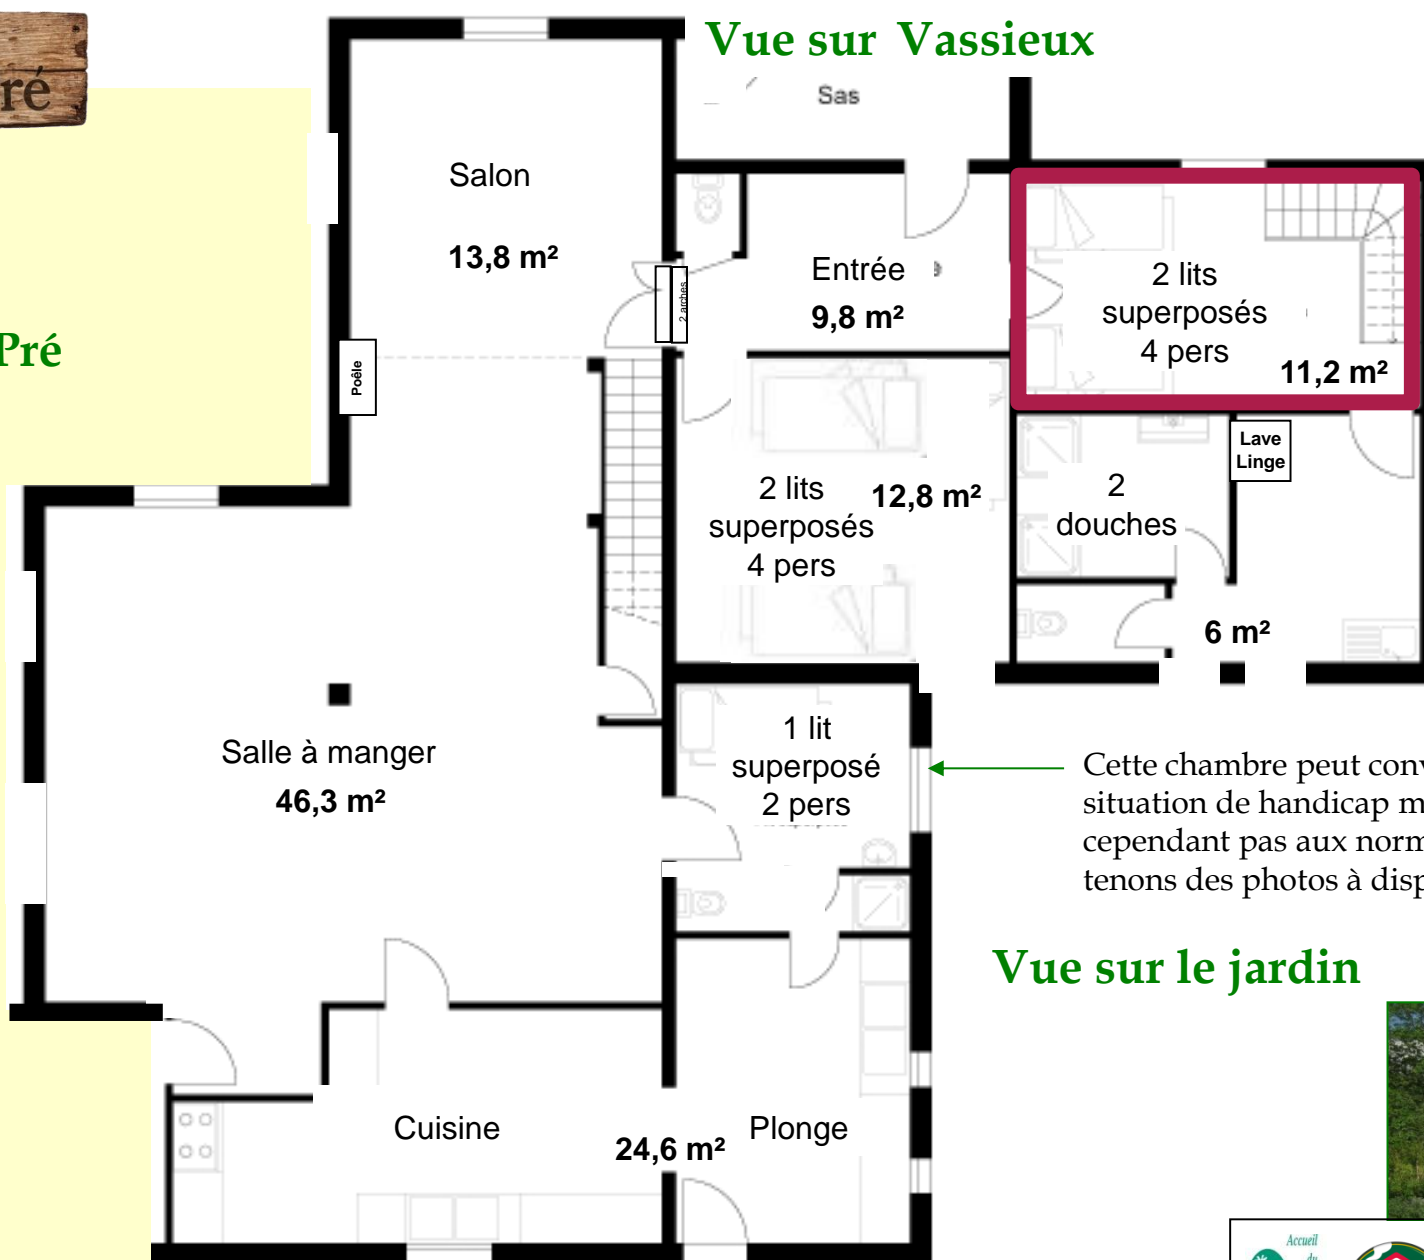 Vue sur Vassieux
ré
Sas
Salon
13,8 m²
Entrée
9,8 m²
2 arches
2 lits
superposés
4 pers
11,2 m²
Pré
Poêle
Lave
Linge
2 lits
superposés
4 pers
12,8 m²
2
douches
6 m²
1 lit
superposé
2 pers
Salle à manger
46,3 m²
Cette chambre peut conv
situation de handicap m
cependant pas aux norm
tenons des photos à disp
Vue sur le jardin
Cuisine
24,6 m²
Plonge
Accueil
du